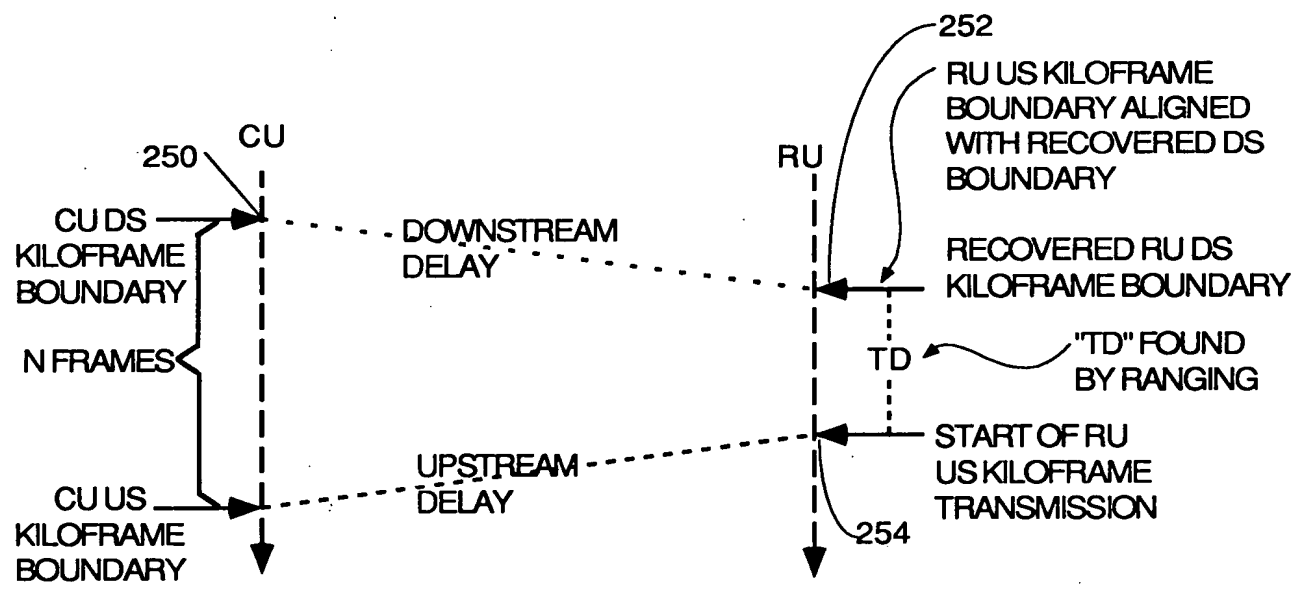 252
RU US KILOFRAME
BOUNDARY ALIGNED
WITH RECOVERED DS
BOUNDARY
CU
250
RU
CU DS
KILOFRAME
BOUNDARY
DOWNSTREAM
DELAY
RECOVERED RU DS
KILOFRAME BOUNDARY
N FRAMES
TD
"TD" FOUND
BY RANGING
START OF RU
US KILOFRAME
TRANSMISSION
UPSTREAM
DELAY
CU US
KILOFRAME
BOUNDARY
254